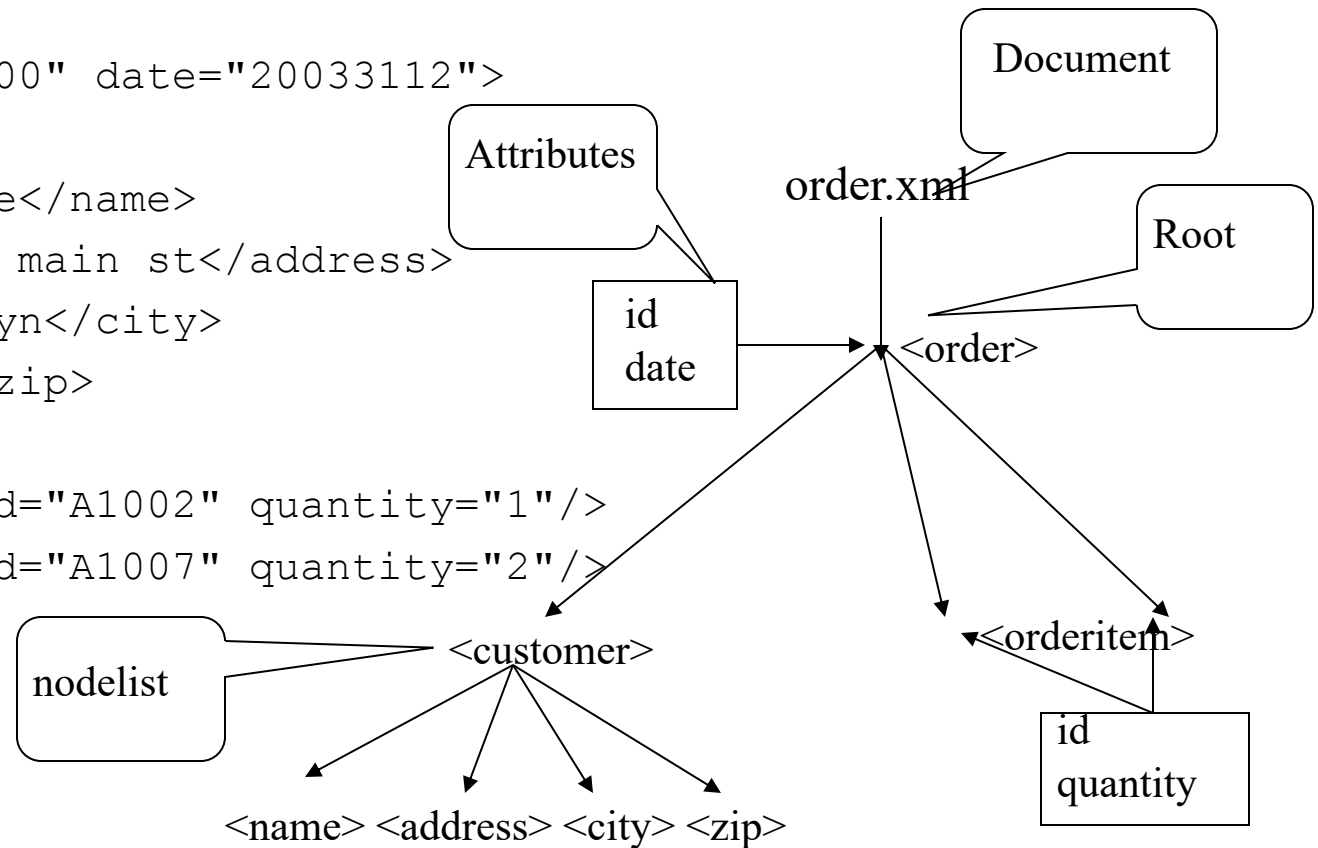 00" date="20033112">
e</name>
main st</address>
yn</city>
zip>
d="A1002" quantity="1"/>
d="A1007" quantity="2"/>
Document
Attributes
order.xml
Root
id
date
<order>
nodelist
<customer>
<orderitem>
id
quantity
<name> <address> <city> <zip>